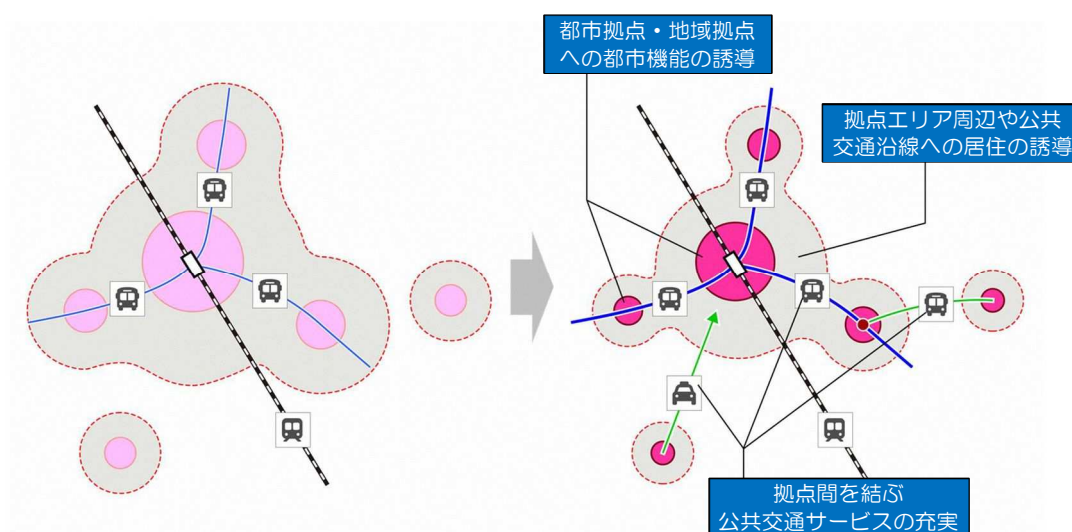 都市拠点・地域拠点
への都市機能の誘導
拠点エリア周辺や公共
交通沿線への居住の誘導
拠点間を結ぶ
公共交通サービスの充実